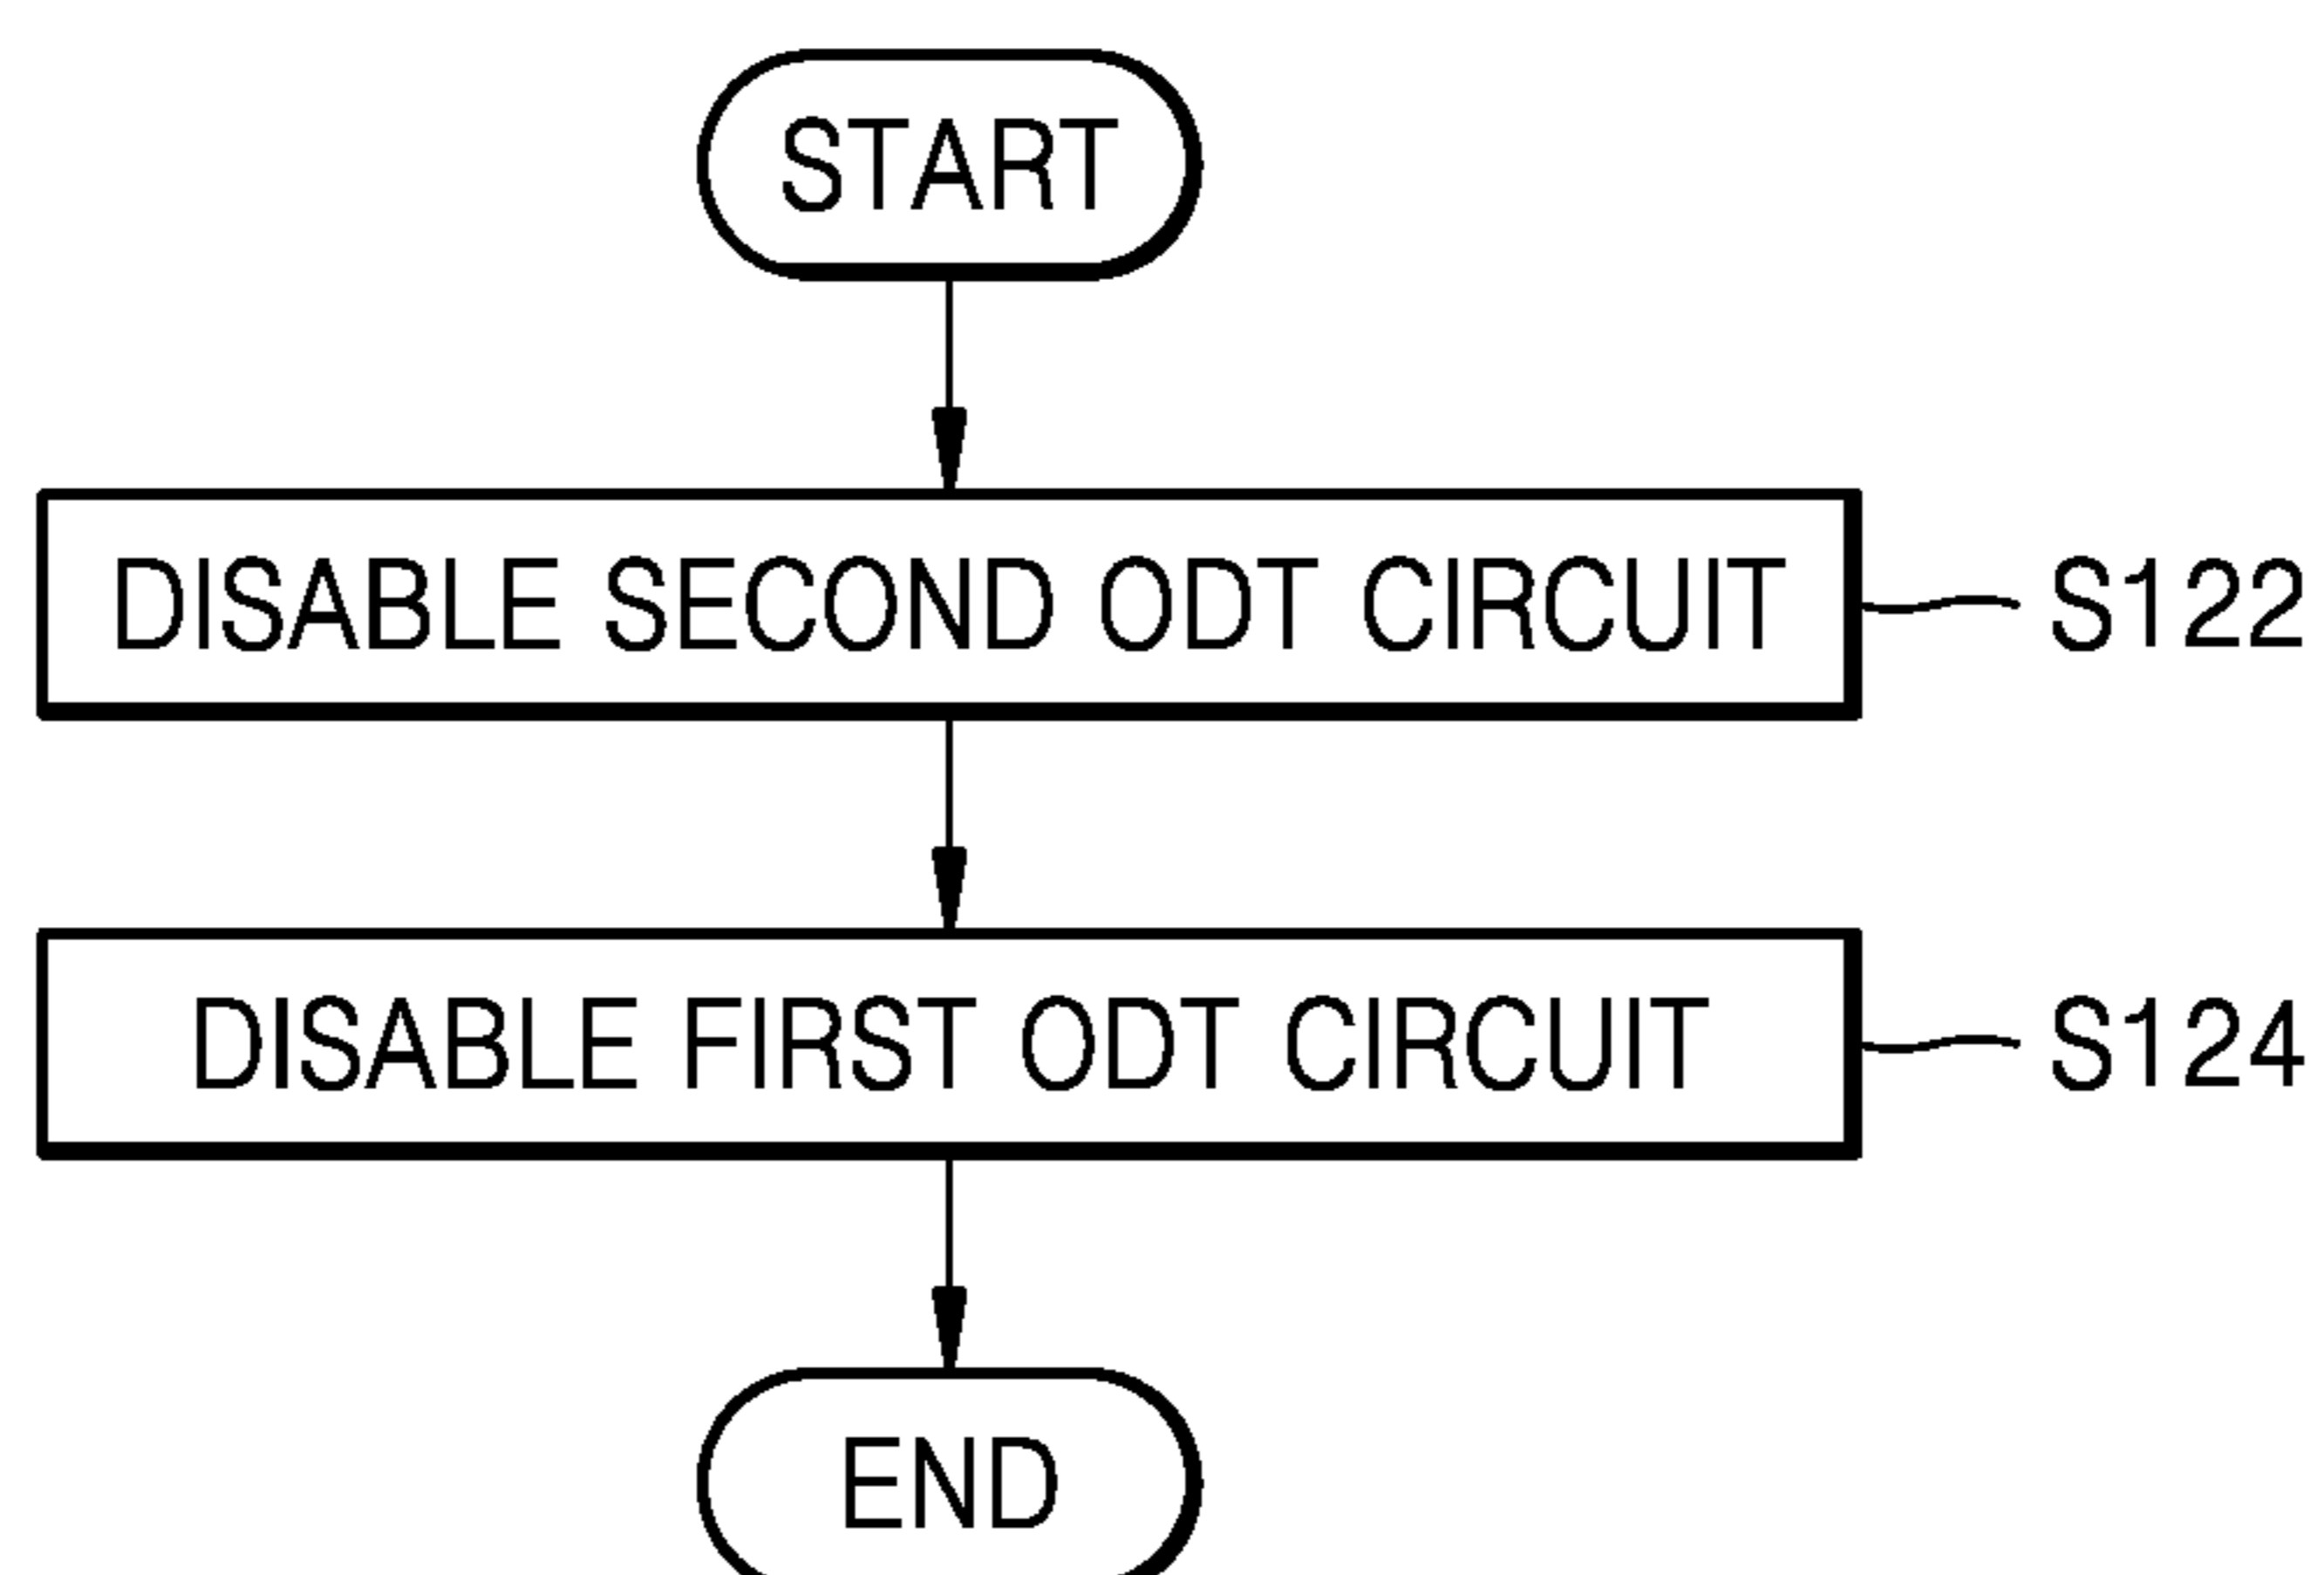 START
DISABLE SECOND ODT CIRCUIT S122
DISABLE FIRST ODT CIRCUIT S124
END